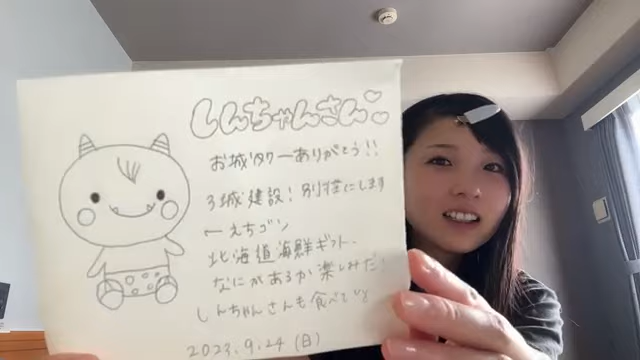 しんちゃんさん♡
お城タワーありがとう!!
3城建設!別荘にします
←えちゴン
北海道海鮮ギフト、
なにがあるか楽しみだ!
しんちゃんさんも食べて
2023.9.24(日)